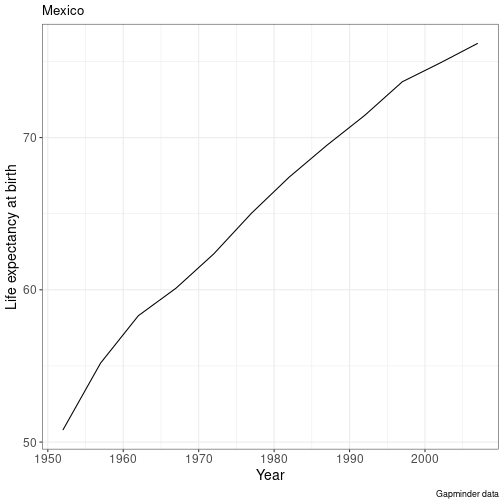 Mexico
Life expectancy at birth
70
60
50
1950 1960 1970 1980 1990 2000
Year
Gapminder data